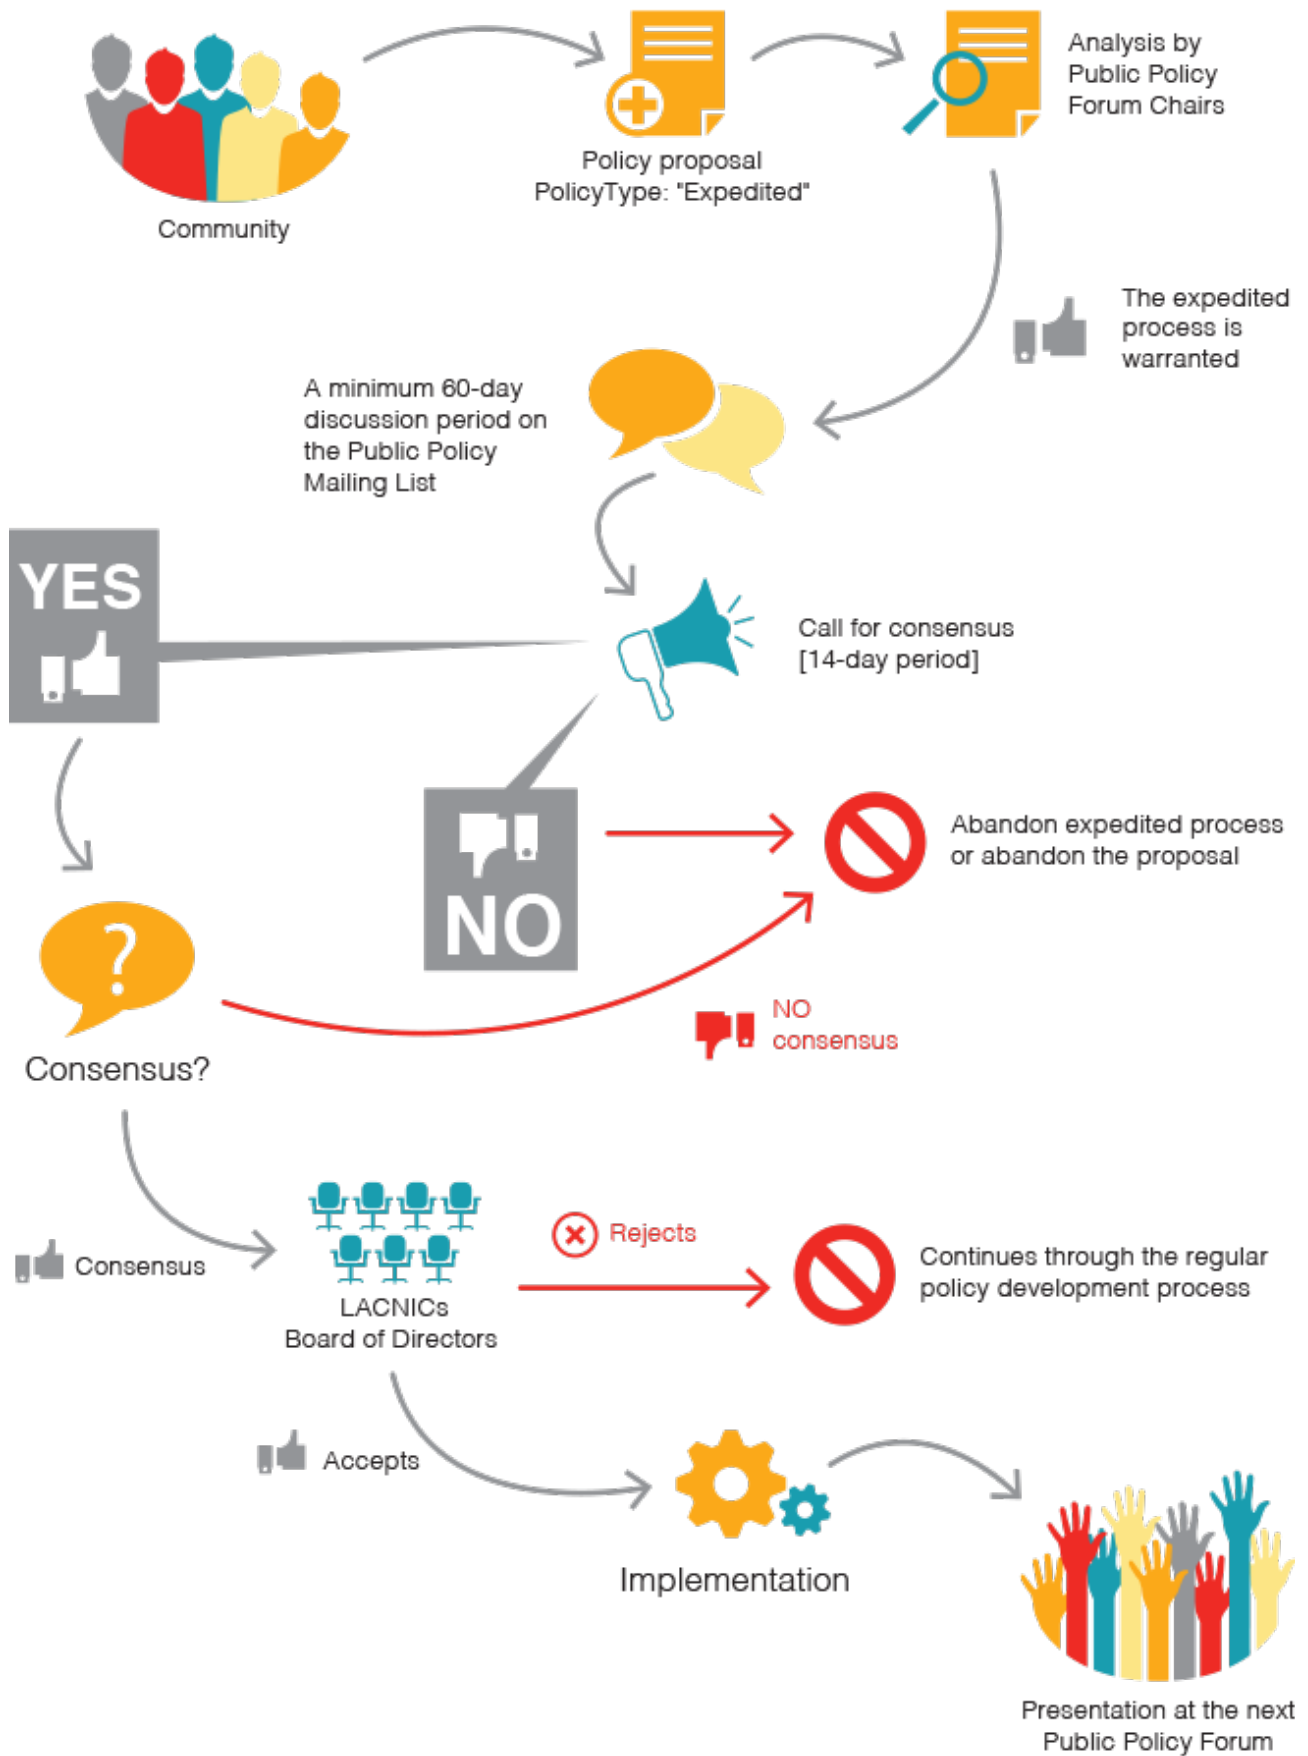 Community
Policy proposal
PolicyType: "Expedited"
Analysis by
Public Policy
Forum Chairs
The expedited
process is
warranted
A minimum 60-day
discussion period on
the Public Policy
Mailing List
YES
Call for consensus
[14-day period]
NO
Abandon expedited process
or abandon the proposal
?
Consensus?
NO
consensus
Consensus
LACNICs
Board of Directors
Rejects
Continues through the regular
policy development process
Accepts
Implementation
Presentation at the next
Public Policy Forum